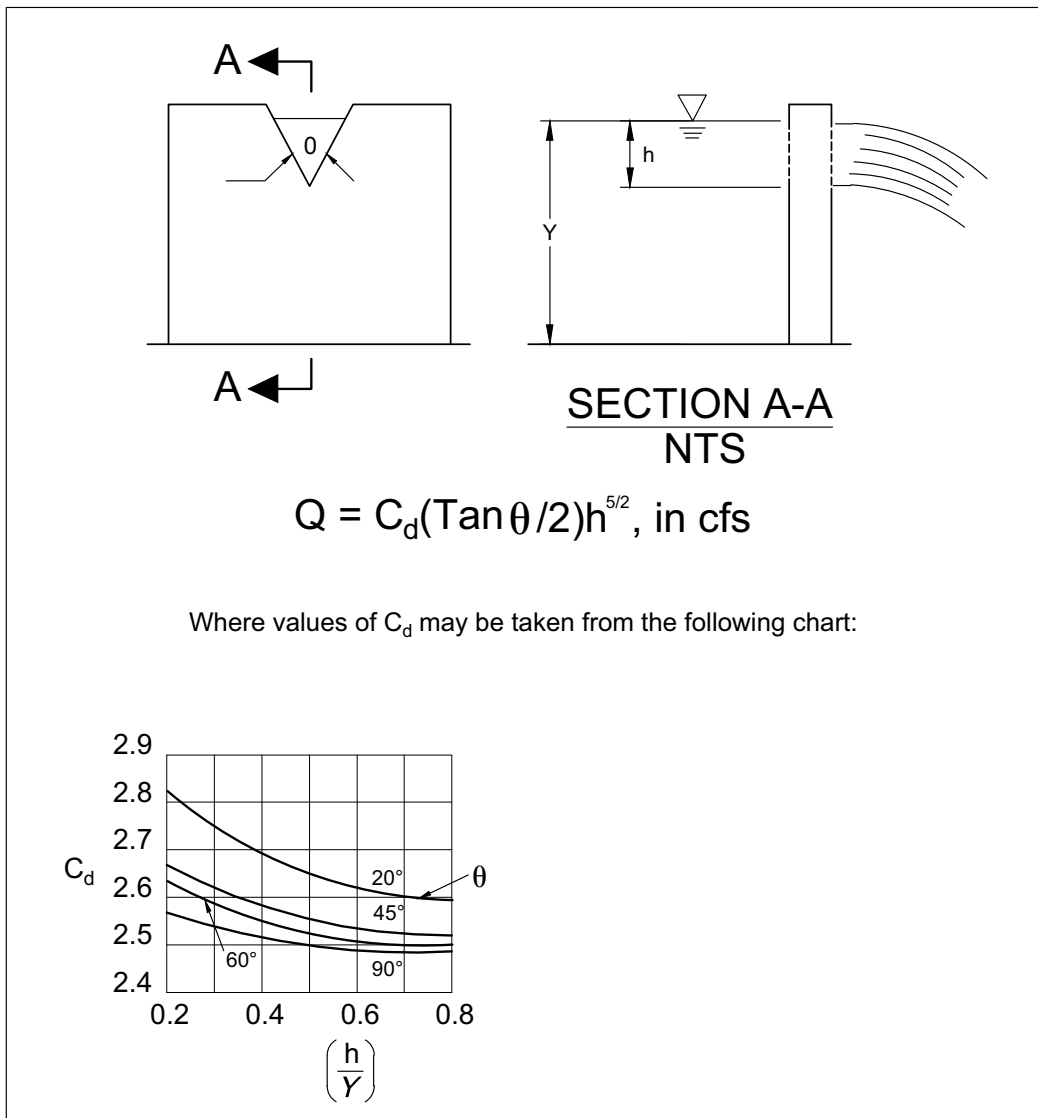 A
0
h
Y
A
SECTION A-A
NTS
Q = C_d(Tan θ/2)h^5/2, in cfs
Where values of C_d may be taken from the following chart:
2.9
2.8
2.7
2.6
2.5
2.4
C_d
20°
θ
45°
60°
90°
0.2 0.4 0.6 0.8
(h/Y)